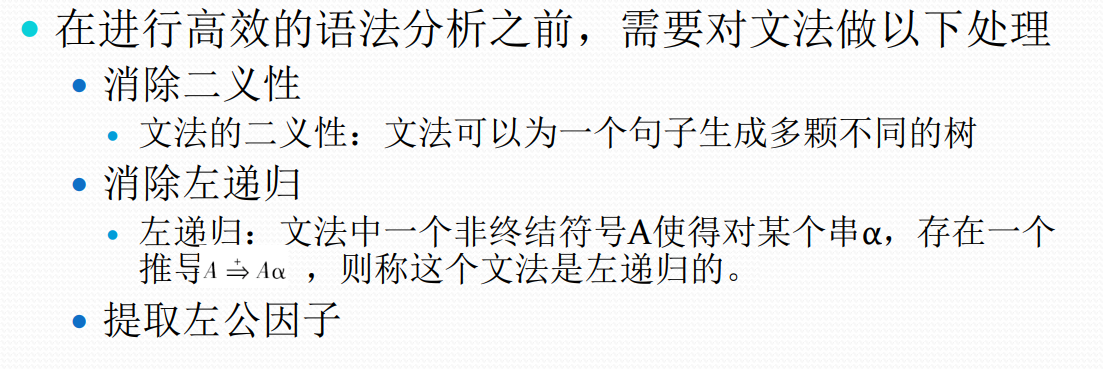 在进行高效的语法分析之前，需要对文法做以下处理
消除二义性
文法的二义性：文法可以为一个句子生成多颗不同的树
消除左递归
左递归： 文法中一个非终结符号A使得对某个串α，存在一个
推导A ⇒⁺ Aα ，则称这个文法是左递归的。
提取左公因子